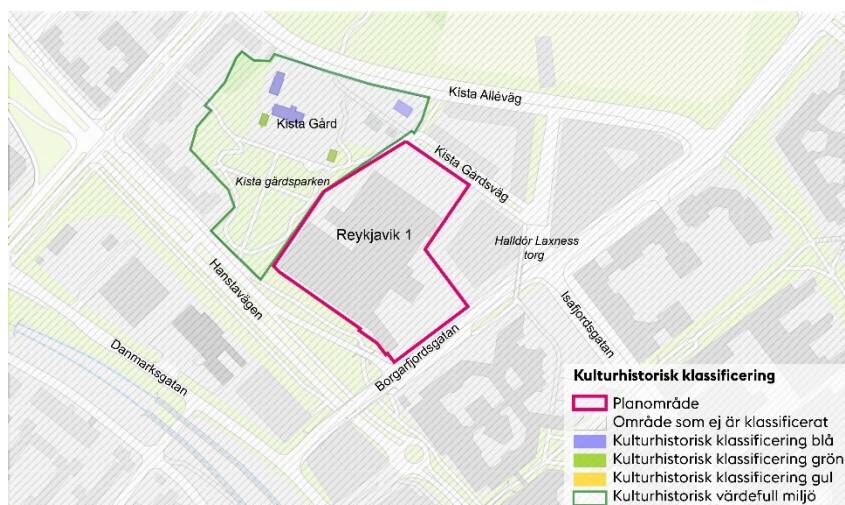 Kista Alléväg
Kista Gård
Kista Gårdsväg
Kista gårdsparken
Reykjavik 1
Halldór Laxness
torg
Hanstavägen
Isafjordsgatan
Danmarksgatan
Borgarfjordsgatan
Kulturhistorisk klassificering
Planområde
Område som ej är klassificerat
Kulturhistorisk klassificering blå
Kulturhistorisk klassificering grön
Kulturhistorisk klassificering gul
Kulturhistorisk värdefull miljö